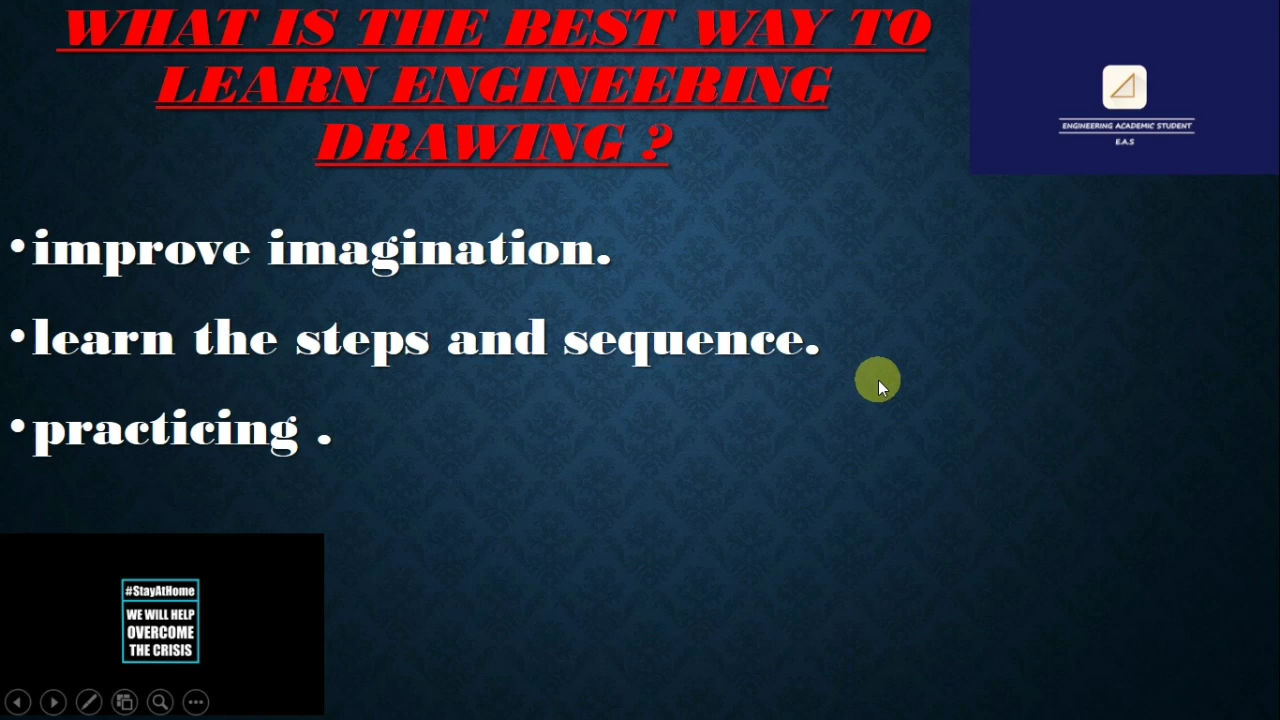 WHAT IS THE BEST WAY TO
LEARN ENGINEERING
DRAWING ?
ENGINEERING ACADEMIC STUDENT
E.A.S
•improve imagination.
•learn the steps and sequence.
•practicing .
#StayAtHome
WE WILL HELP
OVERCOME
THE CRISIS